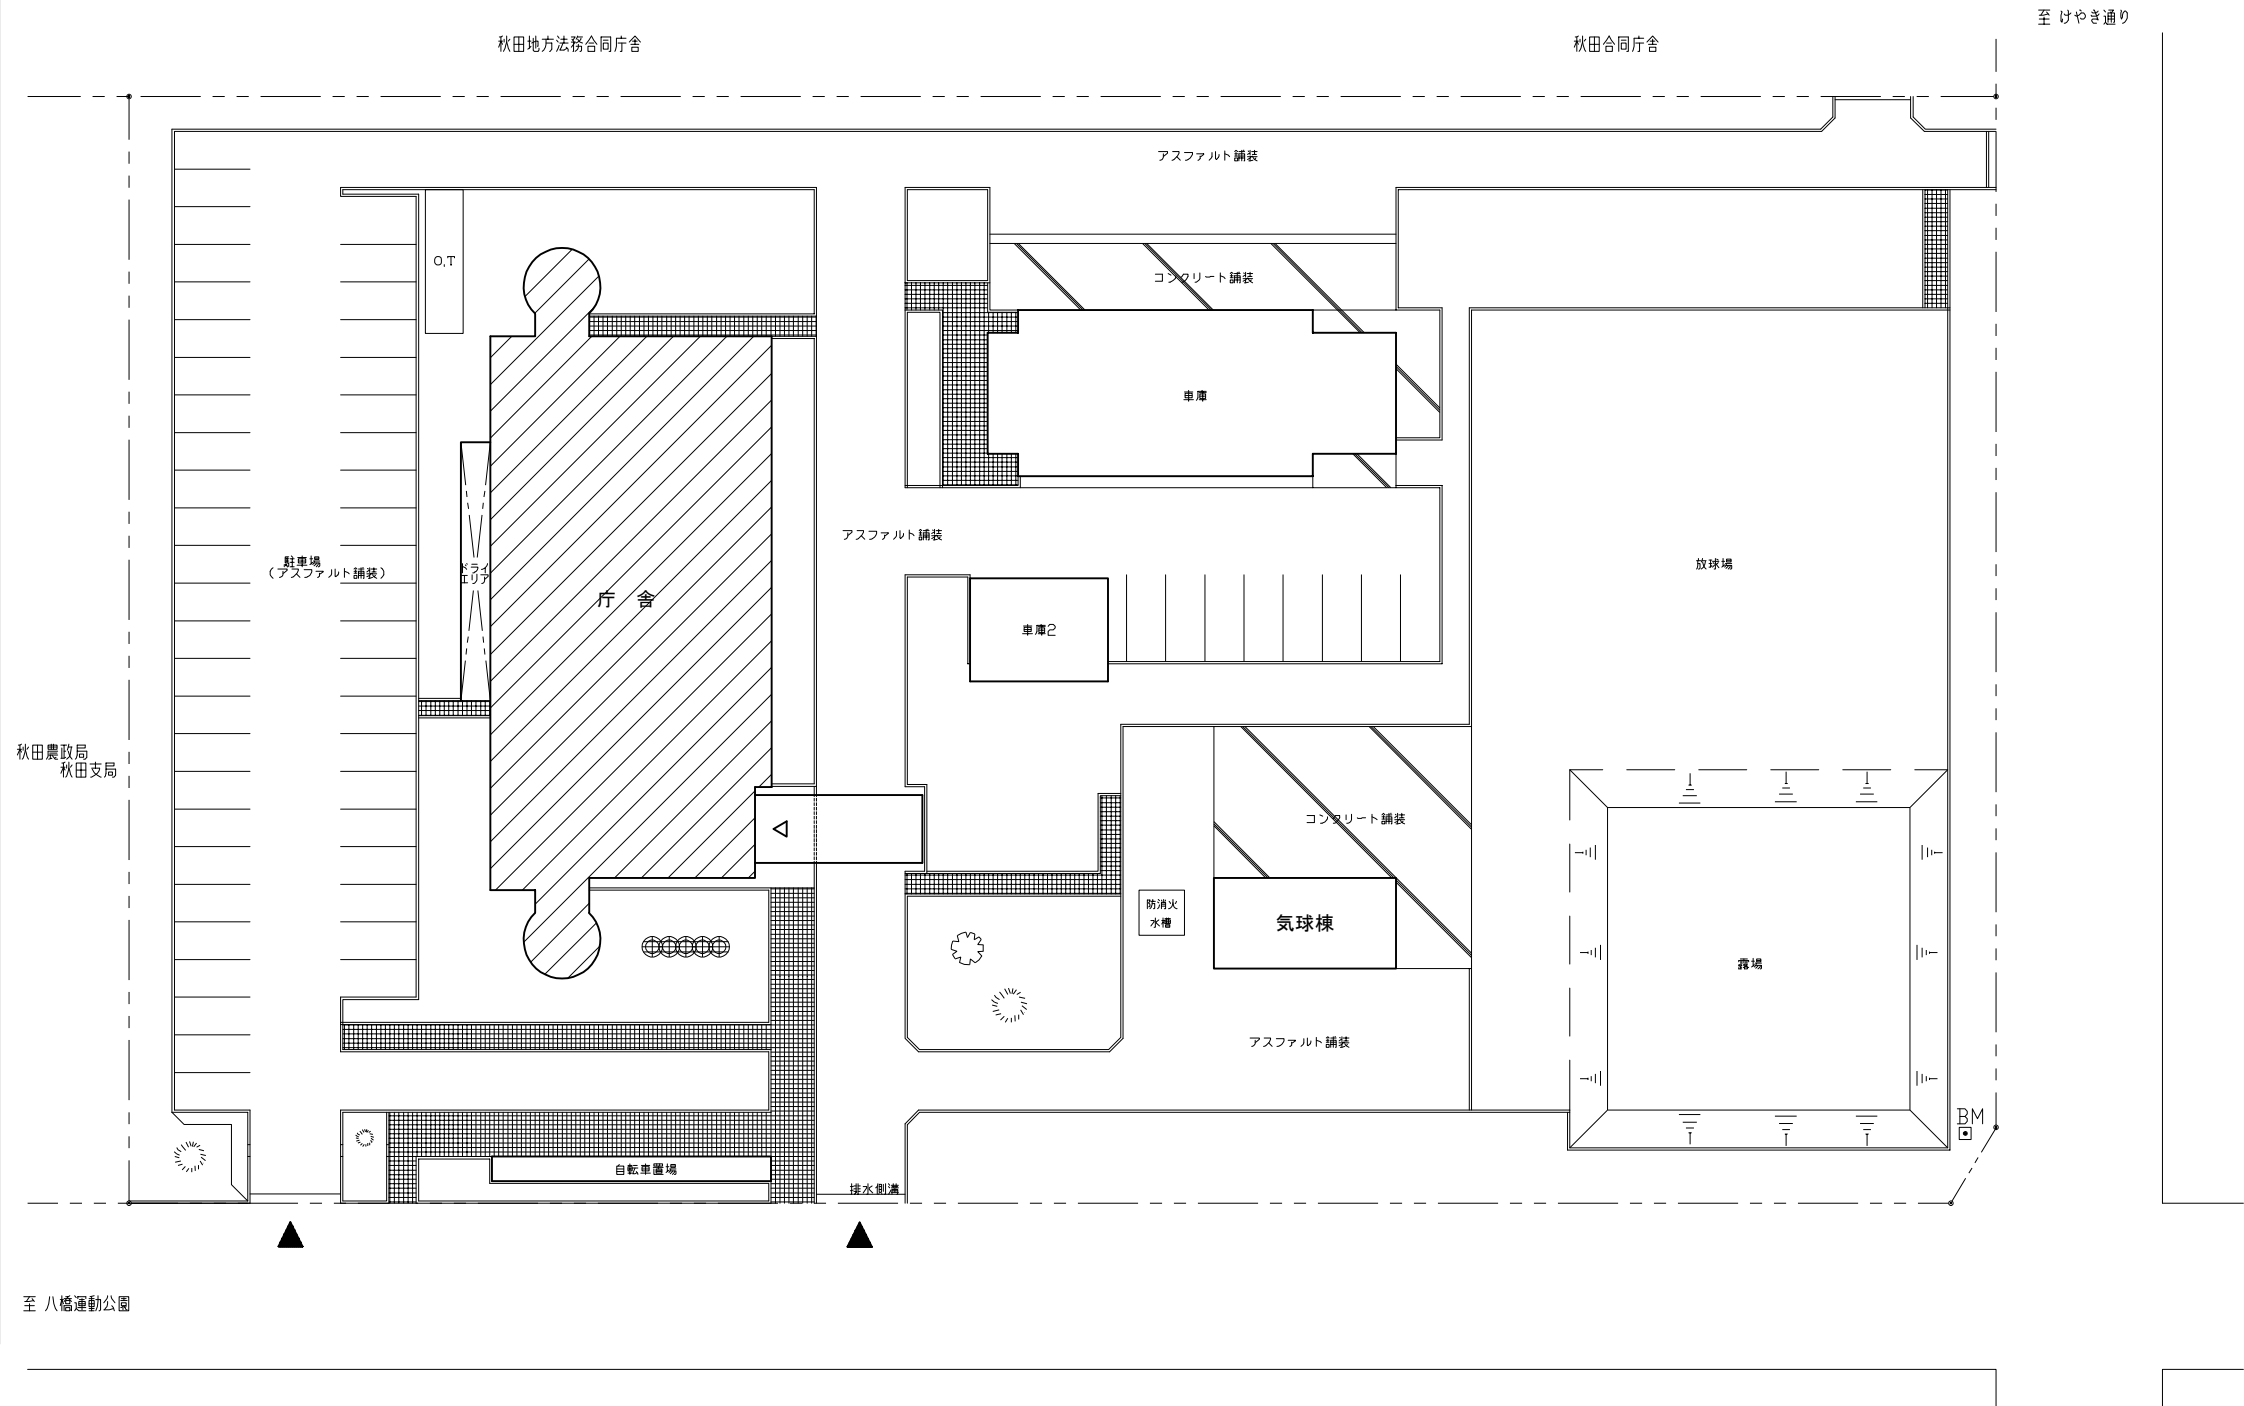 至 けやき通り
秋田地方法務合同庁舎
秋田合同庁舎
アスファルト舗装
O,T
コンクリート舗装
車庫
アスファルト舗装
駐車場
（アスファルト舗装）
ドライ
エリア
庁 舎
放球場
車庫2
秋田農政局
秋田支局
コンクリート舗装
防消火
水槽
気球棟
露場
アスファルト舗装
BM
自転車置場
排水側溝
至 八橋運動公園